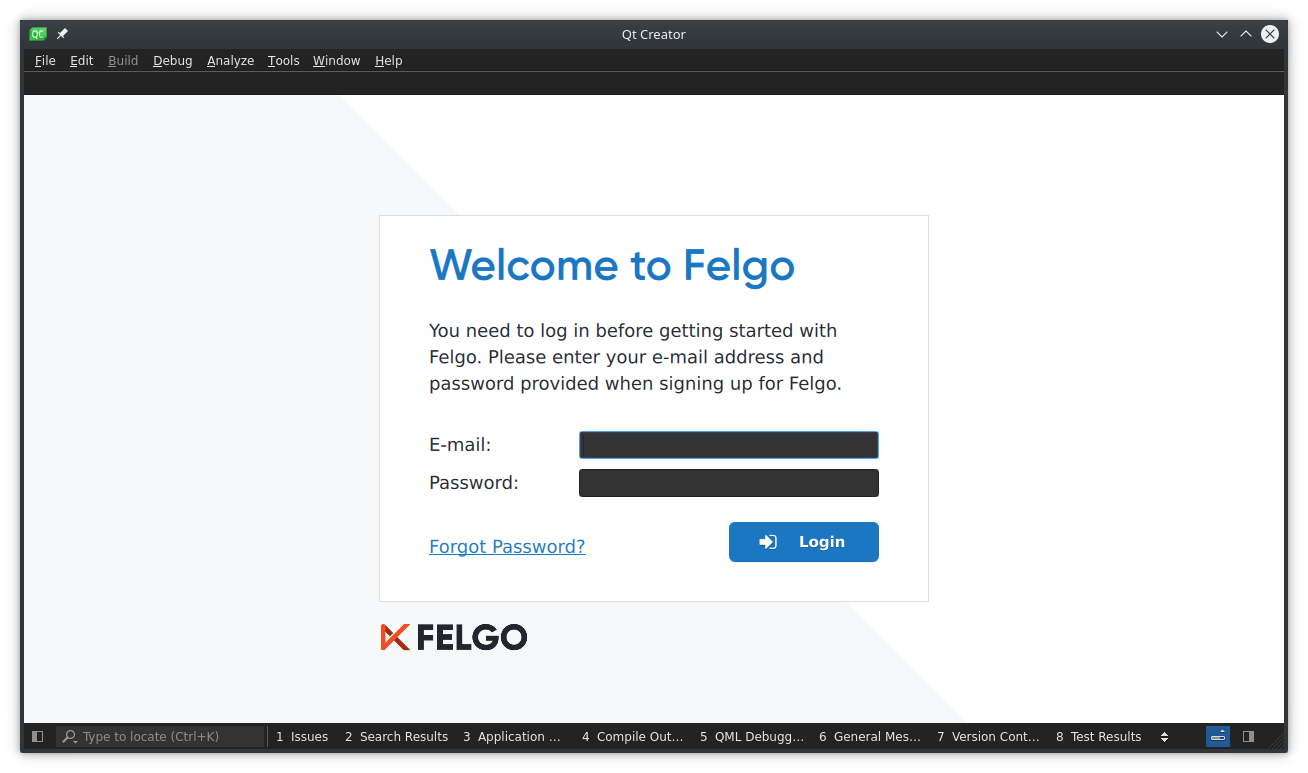 QC
Qt Creator
File Edit Build Debug Analyze Tools Window Help
Welcome to Felgo
You need to log in before getting started with
Felgo. Please enter your e-mail address and
password provided when signing up for Felgo.
E-mail:
Password:
Forgot Password?
Login
FELGO
Type to locate (Ctrl+K) 1 Issues 2 Search Results 3 Application ... 4 Compile Out... 5 QML Debugg... 6 General Mes... 7 Version Cont... 8 Test Results